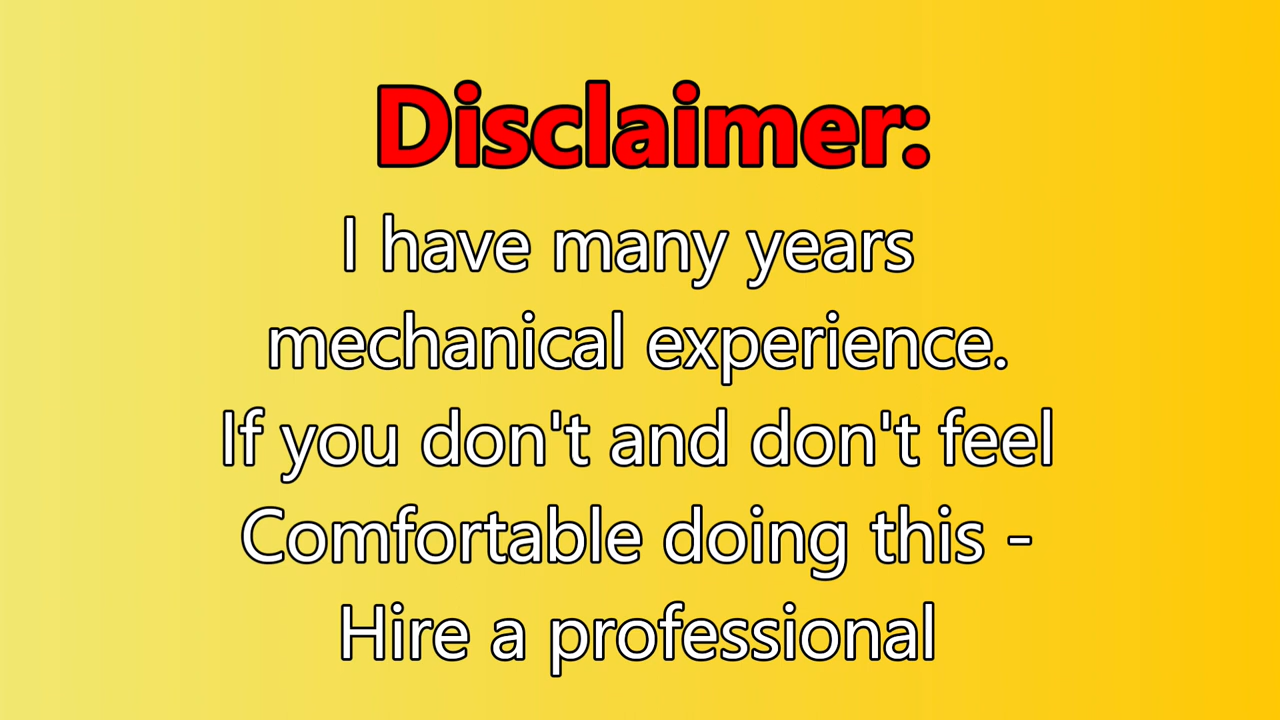 Disclaimer:
I have many years
mechanical experience.
If you don't and don't feel
Comfortable doing this -
Hire a professional